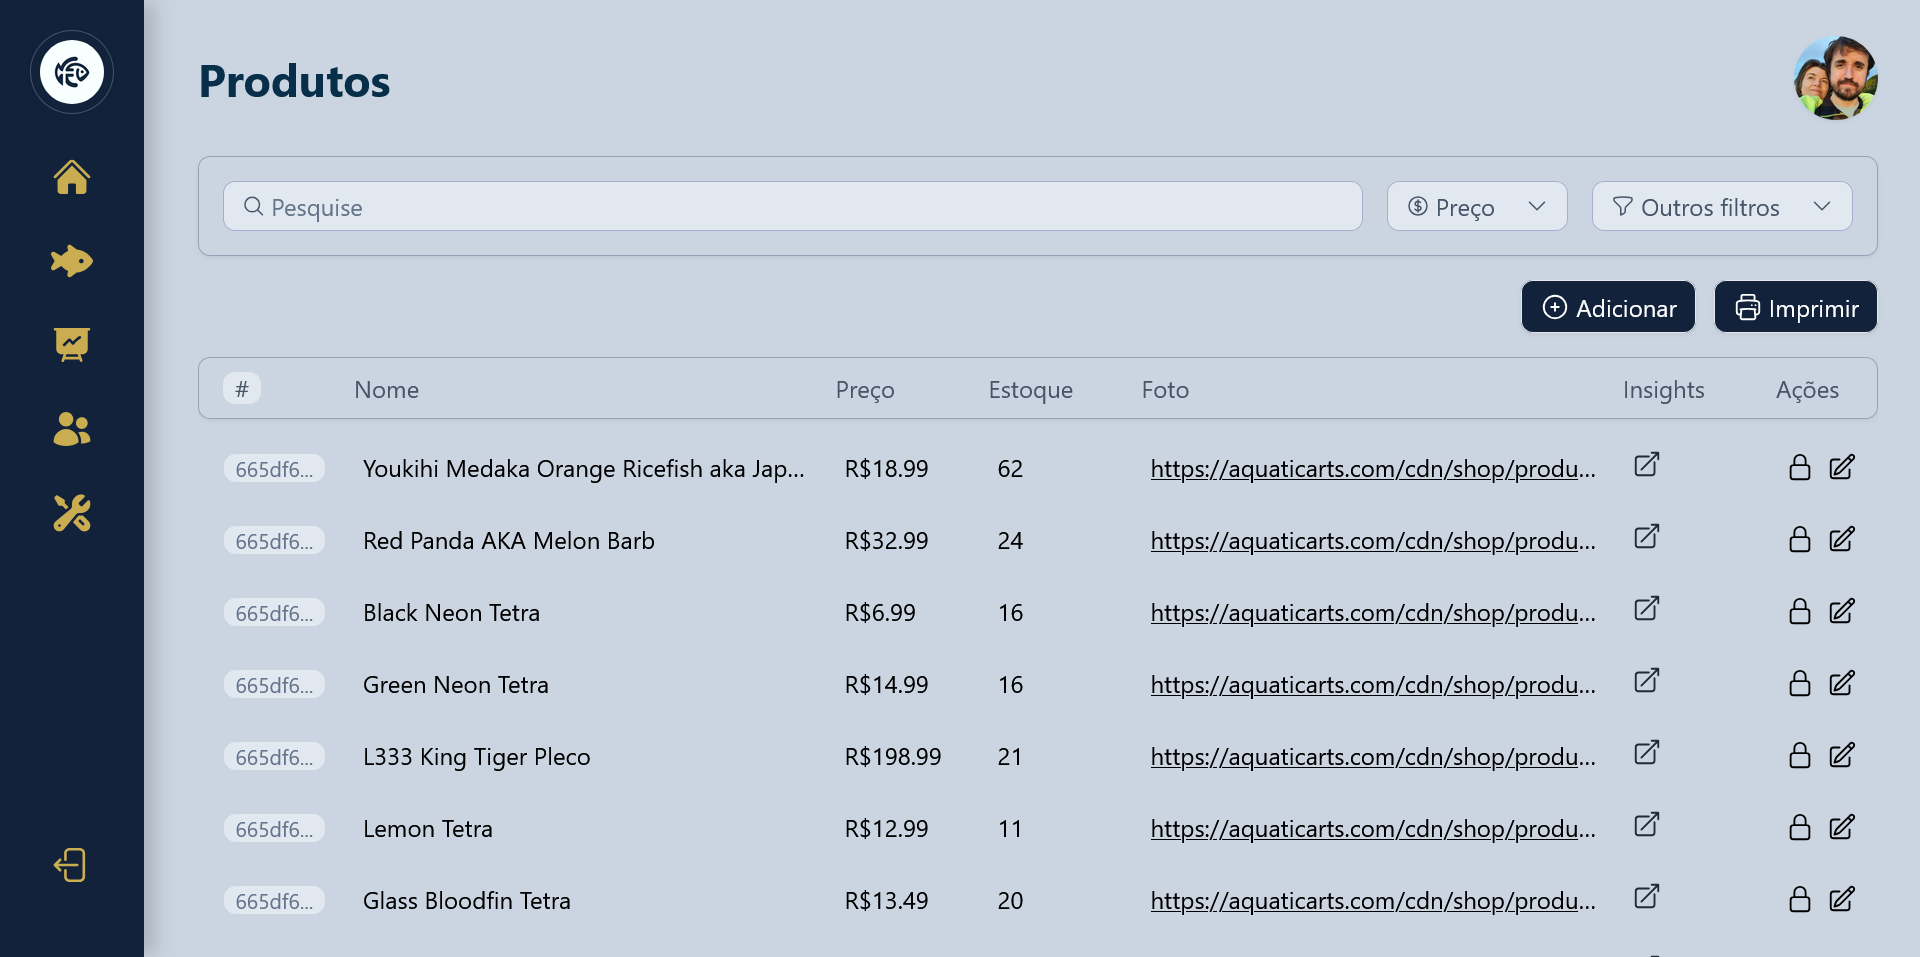 Produtos
Pesquise Preço Outros filtros
Adicionar Imprimir
# Nome Preço Estoque Foto Insights Ações
665df6... Youkihi Medaka Orange Ricefish aka Jap... R$18.99 62 https://aquaticarts.com/cdn/shop/produ...
665df6... Red Panda AKA Melon Barb R$32.99 24 https://aquaticarts.com/cdn/shop/produ...
665df6... Black Neon Tetra R$6.99 16 https://aquaticarts.com/cdn/shop/produ...
665df6... Green Neon Tetra R$14.99 16 https://aquaticarts.com/cdn/shop/produ...
665df6... L333 King Tiger Pleco R$198.99 21 https://aquaticarts.com/cdn/shop/produ...
665df6... Lemon Tetra R$12.99 11 https://aquaticarts.com/cdn/shop/produ...
665df6... Glass Bloodfin Tetra R$13.49 20 https://aquaticarts.com/cdn/shop/produ...